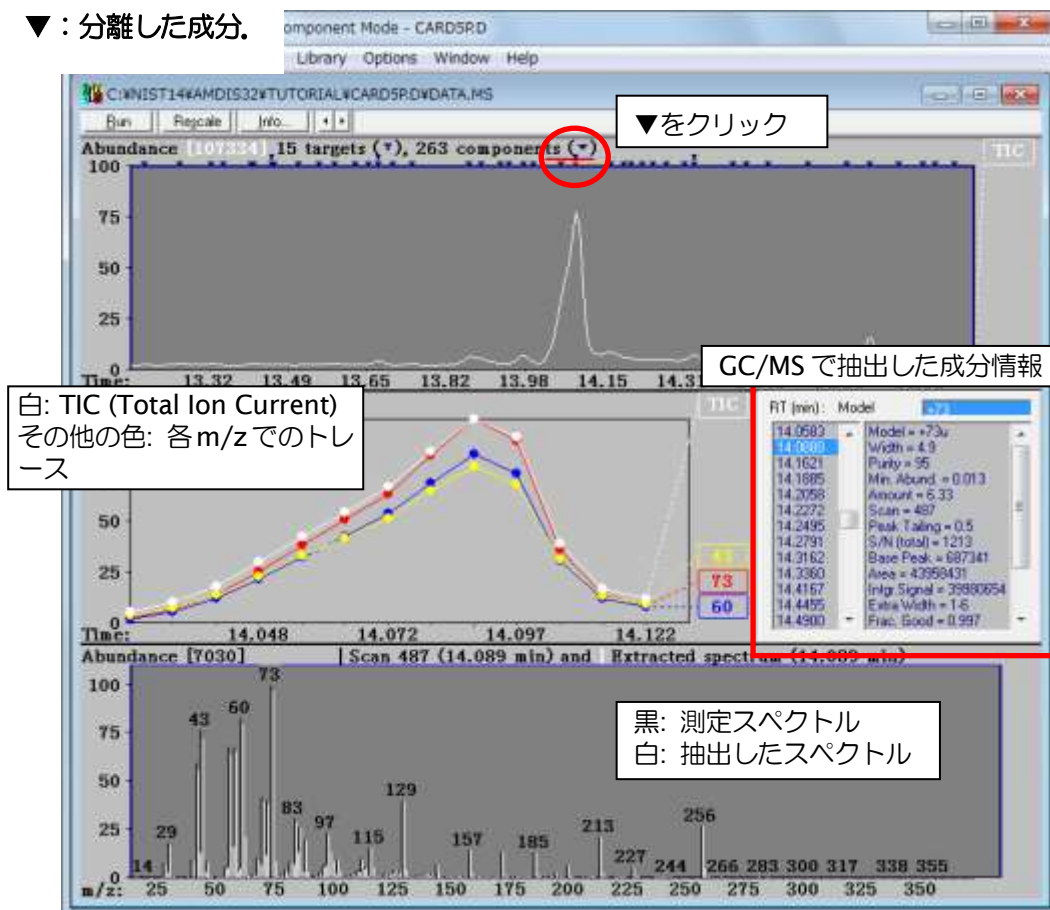 ▼：分離した成分.
omponent Mode - CARD5P.D
Library Options Window Help
C:¥NIST14¥AMDIS32¥TUTORIAL¥CARD5P.D¥DATA.MS
Run Rescale Info...
▼をクリック
Abundance [107334] 15 targets (▼), 263 components (▼)
TIC
100
75
50
25
0
Time: 13.32 13.49 13.65 13.82 13.98 14.15 14.31
GC/MS で抽出した成分情報
白: TIC (Total Ion Current)
その他の色: 各 m/z でのトレ
ース
TIC
50
25
0
43
73
60
Time: 14.048 14.072 14.097 14.122
RT (min): Model +73
14.0583 Model = +73u
14.0889 Width = 4.9
14.1621 Purity = 95
14.1885 Min. Abund. = 0.013
14.2058 Amount = 6.33
14.2272 Scan = 487
14.2495 Peak Tailing = 0.5
14.2791 S/N (total) = 1213
14.3162 Base Peak = 687341
14.3360 Area = 43958431
14.4167 Intgr.Signal = 39980654
14.4455 Extra Width = 1-6
14.4900 Frac. Good = 0.997
Abundance [7030] Scan 487 (14.089 min) and Extracted spectrum (14.089 min)
黒: 測定スペクトル
白: 抽出したスペクトル
100
75
50
25
0
14 29 43 60 73 83 97 115 129 157 185 213 227 244 256 266 283 300 317 338 355
m/z: 25 50 75 100 125 150 175 200 225 250 275 300 325 350